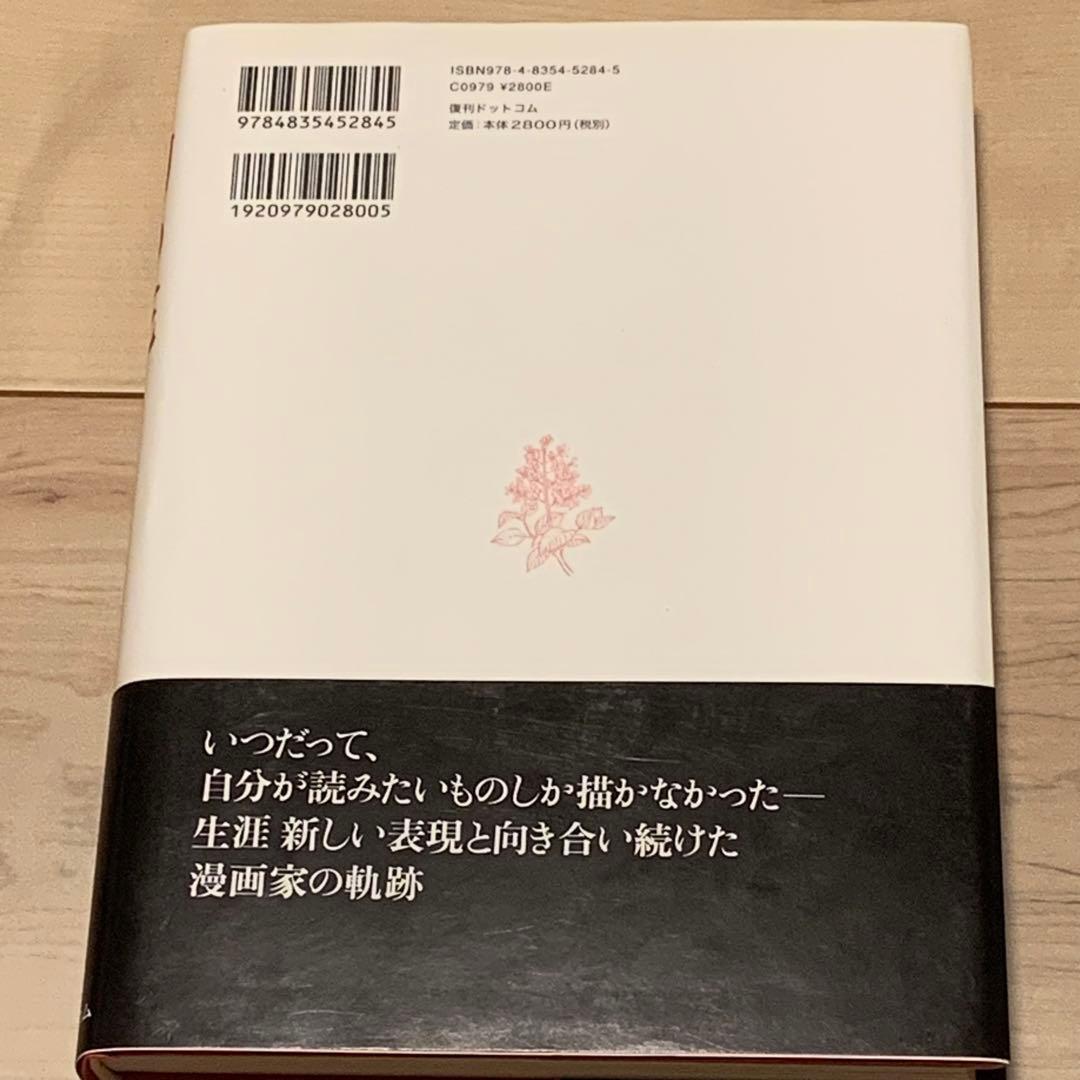 ISBN978-4-8354-5284-5
C0979 ¥2800E
復刊ドットコム
定価:本体2800円(税別)
9784835452845
1920979028005
いつだって、
自分が読みたいものしか描かなかった―
生涯 新しい表現と向き合い続けた
漫画家の軌跡
ム